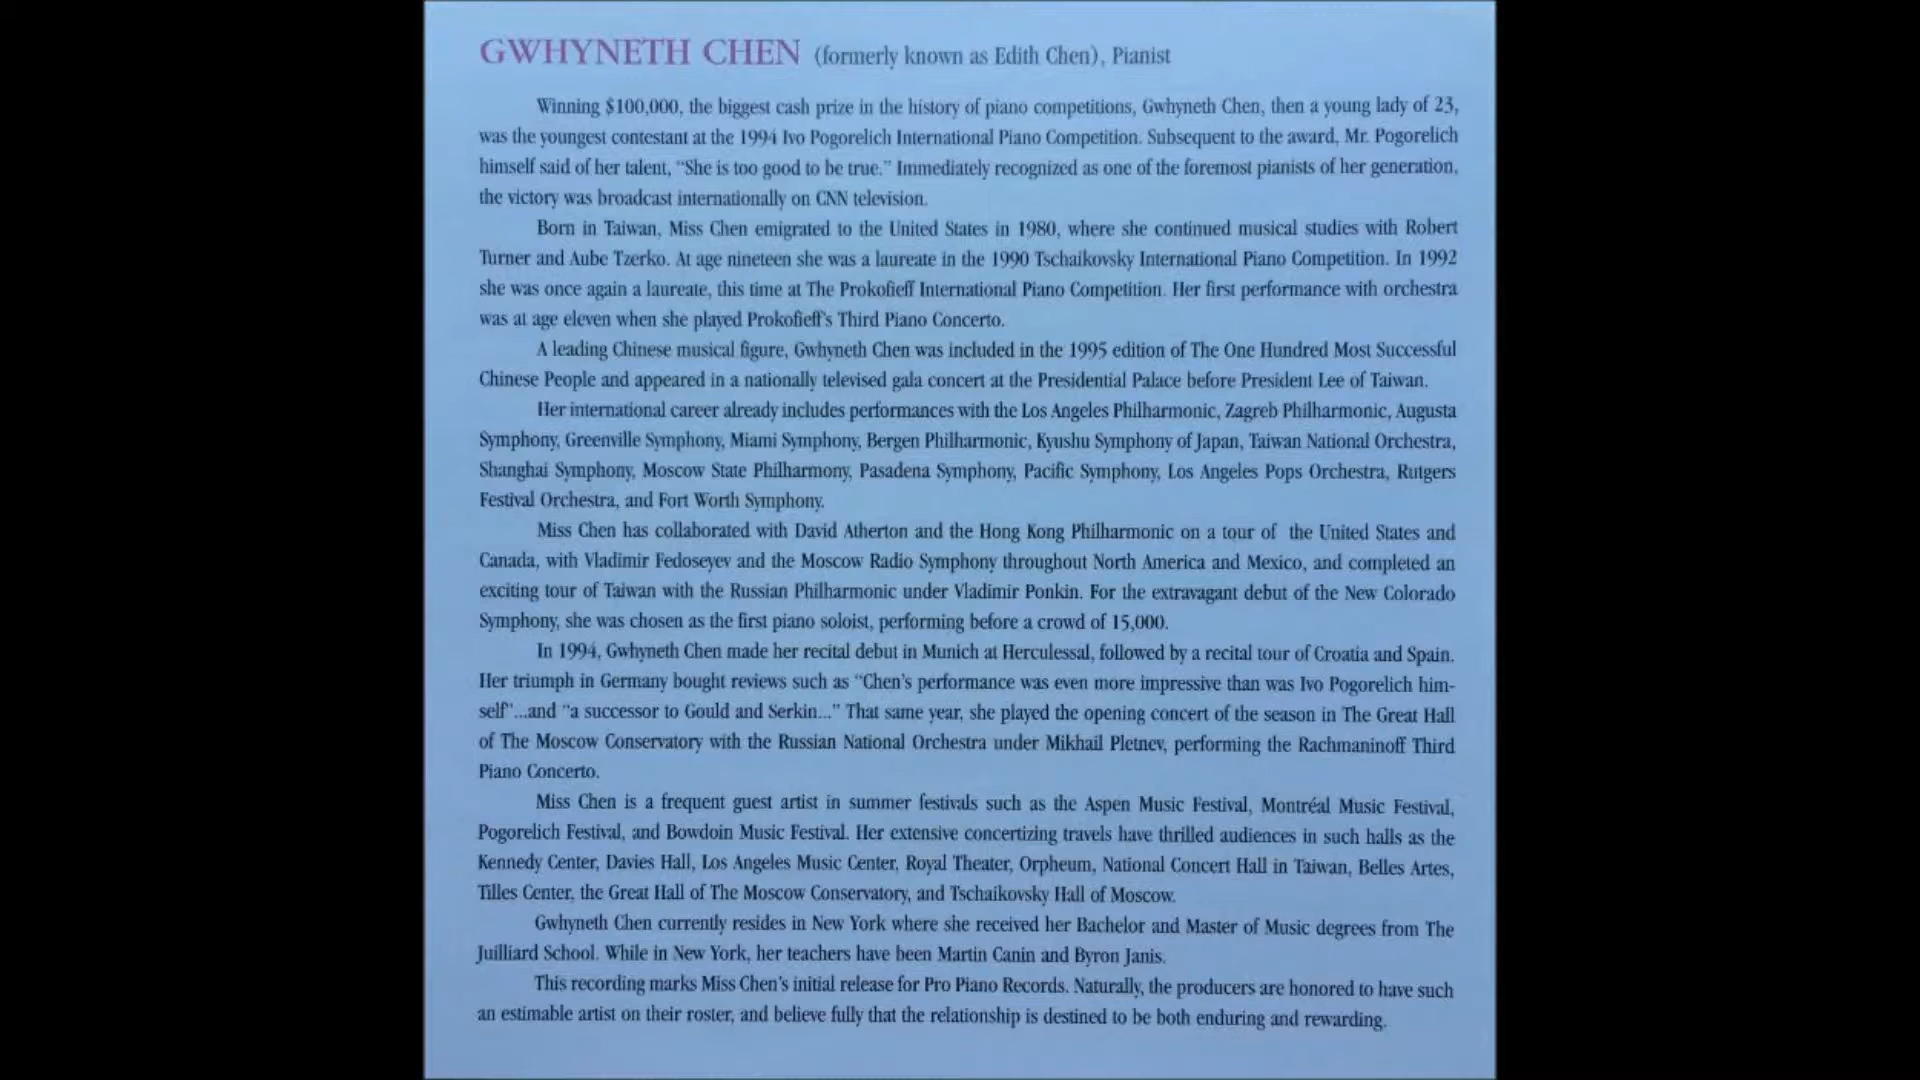 GWHYNETH CHEN (formerly known as Edith Chen), Pianist
Winning $100,000, the biggest cash prize in the history of piano competitions, Gwhyneth Chen, then a young lady of 23,
was the youngest contestant at the 1994 Ivo Pogorelich International Piano Competition. Subsequent to the award, Mr. Pogorelich
himself said of her talent, “She is too good to be true.” Immediately recognized as one of the foremost pianists of her generation,
the victory was broadcast internationally on CNN television.
Born in Taiwan, Miss Chen emigrated to the United States in 1980, where she continued musical studies with Robert
Turner and Aube Tzerko. At age nineteen she was a laureate in the 1990 Tschaikovsky International Piano Competition. In 1992
she was once again a laureate, this time at The Prokofieff International Piano Competition. Her first performance with orchestra
was at age eleven when she played Prokofieff's Third Piano Concerto.
A leading Chinese musical figure, Gwhyneth Chen was included in the 1995 edition of The One Hundred Most Successful
Chinese People and appeared in a nationally televised gala concert at the Presidential Palace before President Lee of Taiwan.
Her international career already includes performances with the Los Angeles Philharmonic, Zagreb Philharmonic, Augusta
Symphony, Greenville Symphony, Miami Symphony, Bergen Philharmonic, Kyushu Symphony of Japan, Taiwan National Orchestra,
Shanghai Symphony, Moscow State Philharmony, Pasadena Symphony, Pacific Symphony, Los Angeles Pops Orchestra, Rutgers
Festival Orchestra, and Fort Worth Symphony.
Miss Chen has collaborated with David Atherton and the Hong Kong Philharmonic on a tour of the United States and
Canada, with Vladimir Fedoseyev and the Moscow Radio Symphony throughout North America and Mexico, and completed an
exciting tour of Taiwan with the Russian Philharmonic under Vladimir Ponkin. For the extravagant debut of the New Colorado
Symphony, she was chosen as the first piano soloist, performing before a crowd of 15,000.
In 1994, Gwhyneth Chen made her recital debut in Munich at Herculessal, followed by a recital tour of Croatia and Spain.
Her triumph in Germany bought reviews such as “Chen's performance was even more impressive than was Ivo Pogorelich him-
self”...and “a successor to Gould and Serkin...” That same year, she played the opening concert of the season in The Great Hall
of The Moscow Conservatory with the Russian National Orchestra under Mikhail Pletnev, performing the Rachmaninoff Third
Piano Concerto.
Miss Chen is a frequent guest artist in summer festivals such as the Aspen Music Festival, Montréal Music Festival,
Pogorelich Festival, and Bowdoin Music Festival. Her extensive concertizing travels have thrilled audiences in such halls as the
Kennedy Center, Davies Hall, Los Angeles Music Center, Royal Theater, Orpheum, National Concert Hall in Taiwan, Belles Artes,
Tilles Center, the Great Hall of The Moscow Conservatory, and Tschaikovsky Hall of Moscow.
Gwhyneth Chen currently resides in New York where she received her Bachelor and Master of Music degrees from The
Juilliard School. While in New York, her teachers have been Martin Canin and Byron Janis.
This recording marks Miss Chen's initial release for Pro Piano Records. Naturally, the producers are honored to have such
an estimable artist on their roster, and believe fully that the relationship is destined to be both enduring and rewarding.